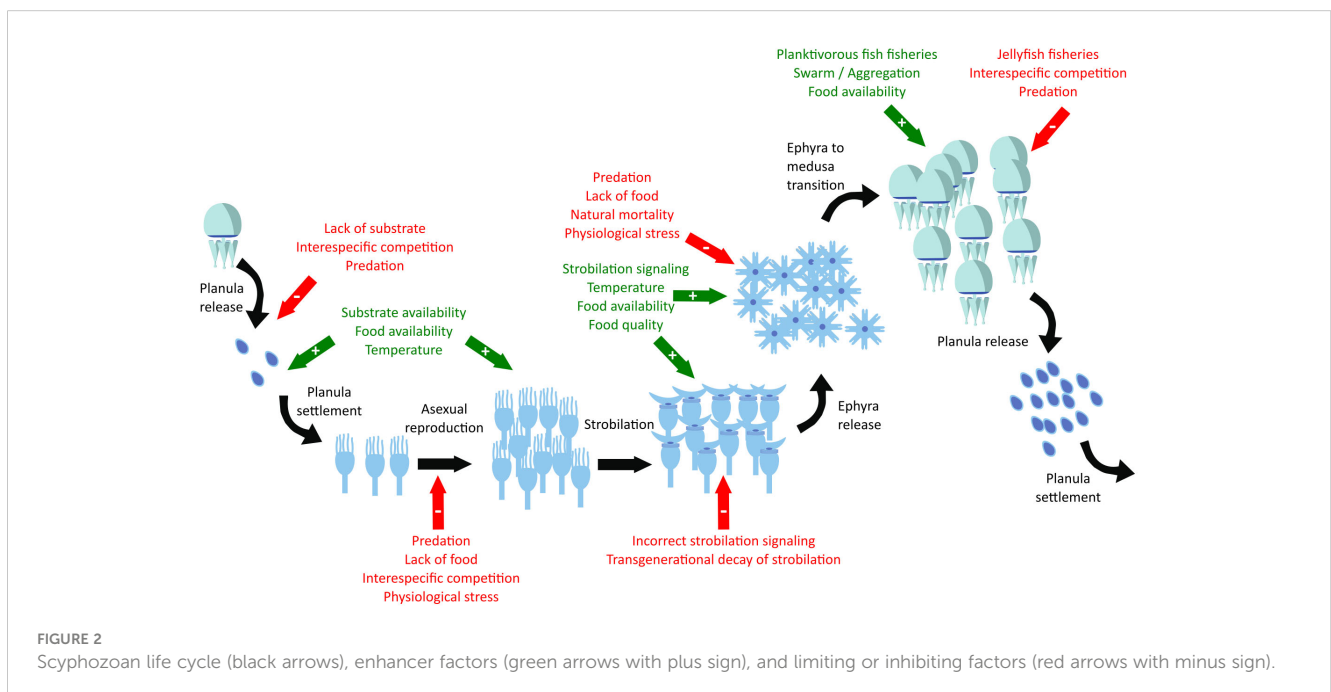 Planktivorous fish fisheries
Swarm / Aggregation
Food availability
+
Jellyfish fisheries
Interespecific competition
Predation
-
Ephyra to
medusa
transition
Predation
Lack of food
Natural mortality
Physiological stress
-
Lack of substrate
Interespecific competition
Predation
-
Planula
release
Strobilation signaling
Temperature
Food availability
Food quality
+
+
Substrate availability
Food availability
Temperature
+
+
Planula release
Planula
settlement
Asexual
reproduction
Strobilation
Ephyra
release
Planula
settlement
-
Predation
Lack of food
Interespecific competition
Physiological stress
-
Incorrect strobilation signaling
Transgenerational decay of strobilation
FIGURE 2
Scyphozoan life cycle (black arrows), enhancer factors (green arrows with plus sign), and limiting or inhibiting factors (red arrows with minus sign).